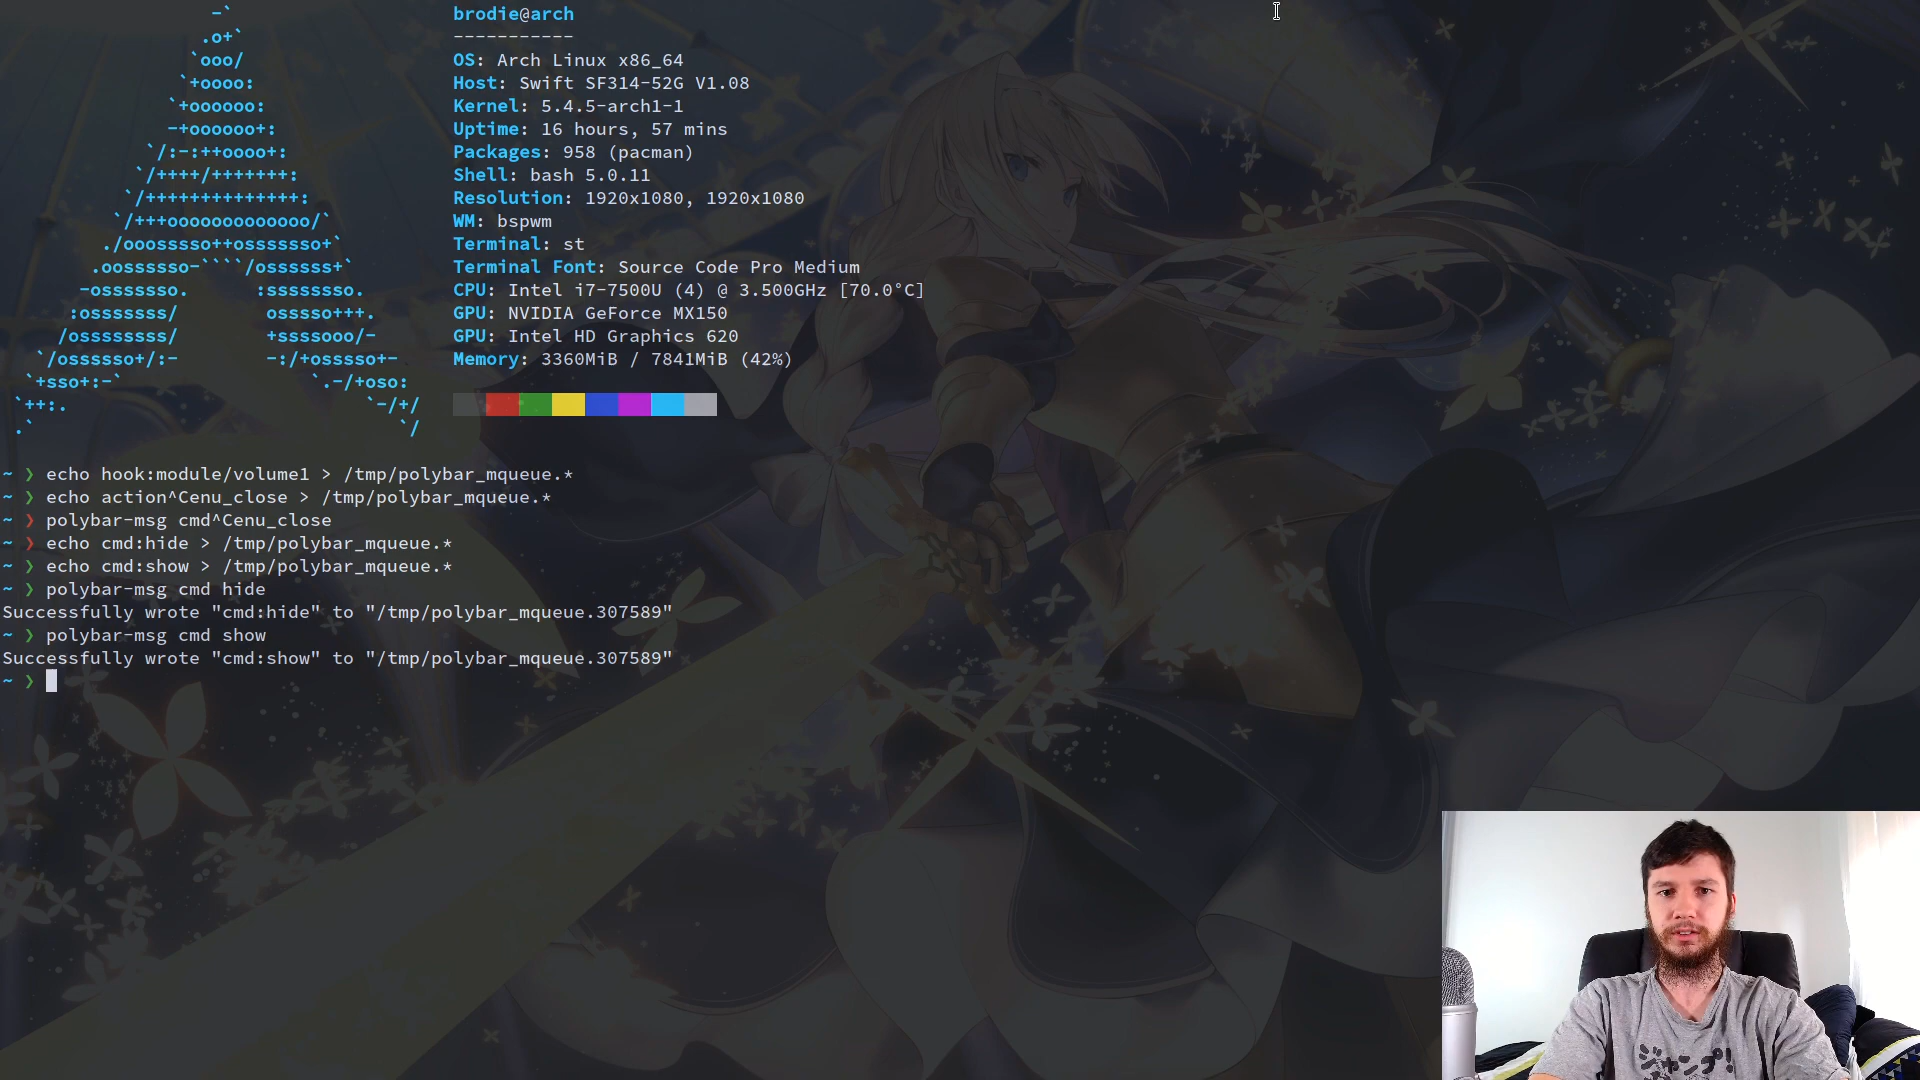 brodie@arch
-----------
OS: Arch Linux x86_64
Host: Swift SF314-52G V1.08
Kernel: 5.4.5-arch1-1
Uptime: 16 hours, 57 mins
Packages: 958 (pacman)
Shell: bash 5.0.11
Resolution: 1920x1080, 1920x1080
WM: bspwm
Terminal: st
Terminal Font: Source Code Pro Medium
CPU: Intel i7-7500U (4) @ 3.500GHz [70.0°C]
GPU: NVIDIA GeForce MX150
GPU: Intel HD Graphics 620
Memory: 3360MiB / 7841MiB (42%)
~ ❯ echo hook:module/volume1 > /tmp/polybar_mqueue.*
~ ❯ echo action^Cenu_close > /tmp/polybar_mqueue.*
~ ❯ polybar-msg cmd^Cenu_close
~ ❯ echo cmd:hide > /tmp/polybar_mqueue.*
~ ❯ echo cmd:show > /tmp/polybar_mqueue.*
~ ❯ polybar-msg cmd hide
Successfully wrote "cmd:hide" to "/tmp/polybar_mqueue.307589"
~ ❯ polybar-msg cmd show
Successfully wrote "cmd:show" to "/tmp/polybar_mqueue.307589"
~ ❯
ジャンプ!